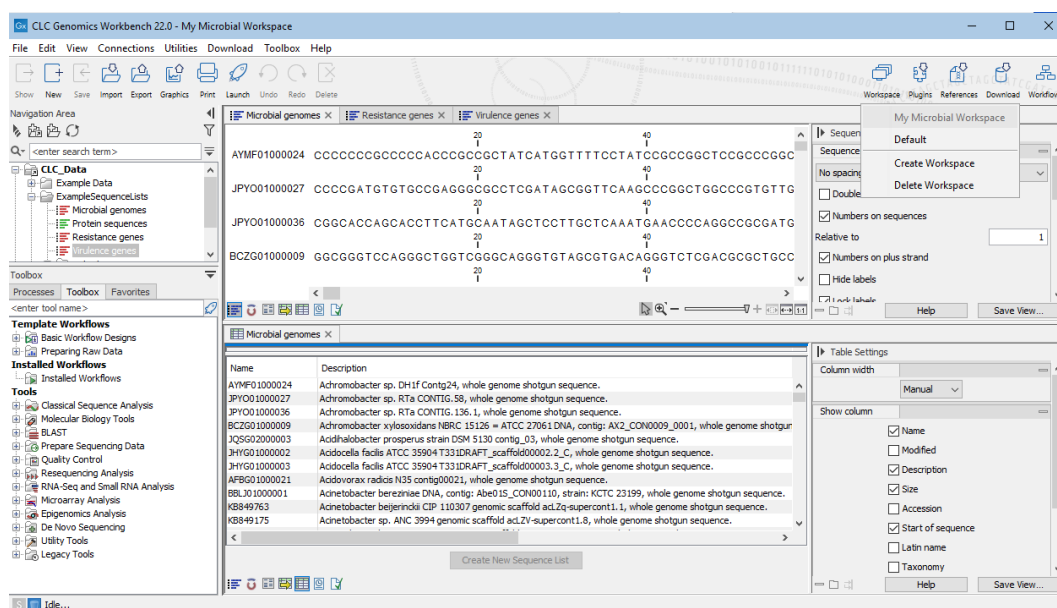 CLC Genomics Workbench 22.0 - My Microbial Workspace
File Edit View Connections Utilities Download Toolbox Help
Show New Save Import Export Graphics Print Launch Undo Redo Delete
Workspace Plugins References Download Workflow
My Microbial Workspace
Default
Create Workspace
Delete Workspace
Navigation Area
<enter search term>
CLC_Data
Example Data
ExampleSequenceLists
Microbial genomes
Protein sequences
Resistance genes
Virulence genes
Toolbox
Processes Toolbox Favorites
<enter tool name>
Template Workflows
Basic Workflow Designs
Preparing Raw Data
Installed Workflows
Installed Workflows
Tools
Classical Sequence Analysis
Molecular Biology Tools
BLAST
Prepare Sequencing Data
Quality Control
Resequencing Analysis
RNA-Seq and Small RNA Analysis
Microarray Analysis
Epigenomics Analysis
De Novo Sequencing
Utility Tools
Legacy Tools
Idle...
Microbial genomes Resistance genes Virulence genes
20 40
AYMF01000024 CCCCCCCGCCCCCACCCGCCGCTATCATGGTTTTCCTATCCGCCGGCTCCGCCCGGC
20 40
JPYO01000027 CCCCGATGTGTGCCGAGGGCGCCTCGATAGCGGTTCAAGCCCGGCTGGCCCGTGTTG
20 40
JPYO01000036 CGGCACCAGCACCTTCATGCAATAGCTCCTTGCTCAAATGAACCCCAGGCCGCGATG
20 40
BCZG01000009 GGCGGGTCCAGGGCTGGTCGGGCAGGGTGTAGCGTGACAGGGTCTCGACGCGCTGCC
20 40
Sequence
No spacing
Double
Numbers on sequences
Relative to 1
Numbers on plus strand
Hide labels
Lock labels
Help Save View...
Microbial genomes
Name Description
AYMF01000024 Achromobacter sp. DH1f Contg24, whole genome shotgun sequence.
JPYO01000027 Achromobacter sp. RTa CONTIG.58, whole genome shotgun sequence.
JPYO01000036 Achromobacter sp. RTa CONTIG.136.1, whole genome shotgun sequence.
BCZG01000009 Achromobacter xylosoxidans NBRC 15126 = ATCC 27061 DNA, contig: AX2_CON0009_0001, whole genome shotgun
JQSG02000003 Acidihalobacter prosperus strain DSM 5130 contig_03, whole genome shotgun sequence.
JHYG01000002 Acidocella facilis ATCC 35904 T331DRAFT_scaffold00002.2_C, whole genome shotgun sequence.
JHYG01000003 Acidocella facilis ATCC 35904 T331DRAFT_scaffold00003.3_C, whole genome shotgun sequence.
AFBG01000021 Acidovorax radicis N35 contig00021, whole genome shotgun sequence.
BBLJ01000001 Acinetobacter bereziniae DNA, contig: Abe01S_CON00110, strain: KCTC 23199, whole genome shotgun sequence.
KB849763 Acinetobacter beijerinckii CIP 110307 genomic scaffold acLZq-supercont1.1, whole genome shotgun sequence.
KB849175 Acinetobacter sp. ANC 3994 genomic scaffold acLZV-supercont1.8, whole genome shotgun sequence.
Create New Sequence List
Table Settings
Column width
Manual
Show column
Name
Modified
Description
Size
Accession
Start of sequence
Latin name
Taxonomy
Help Save View...